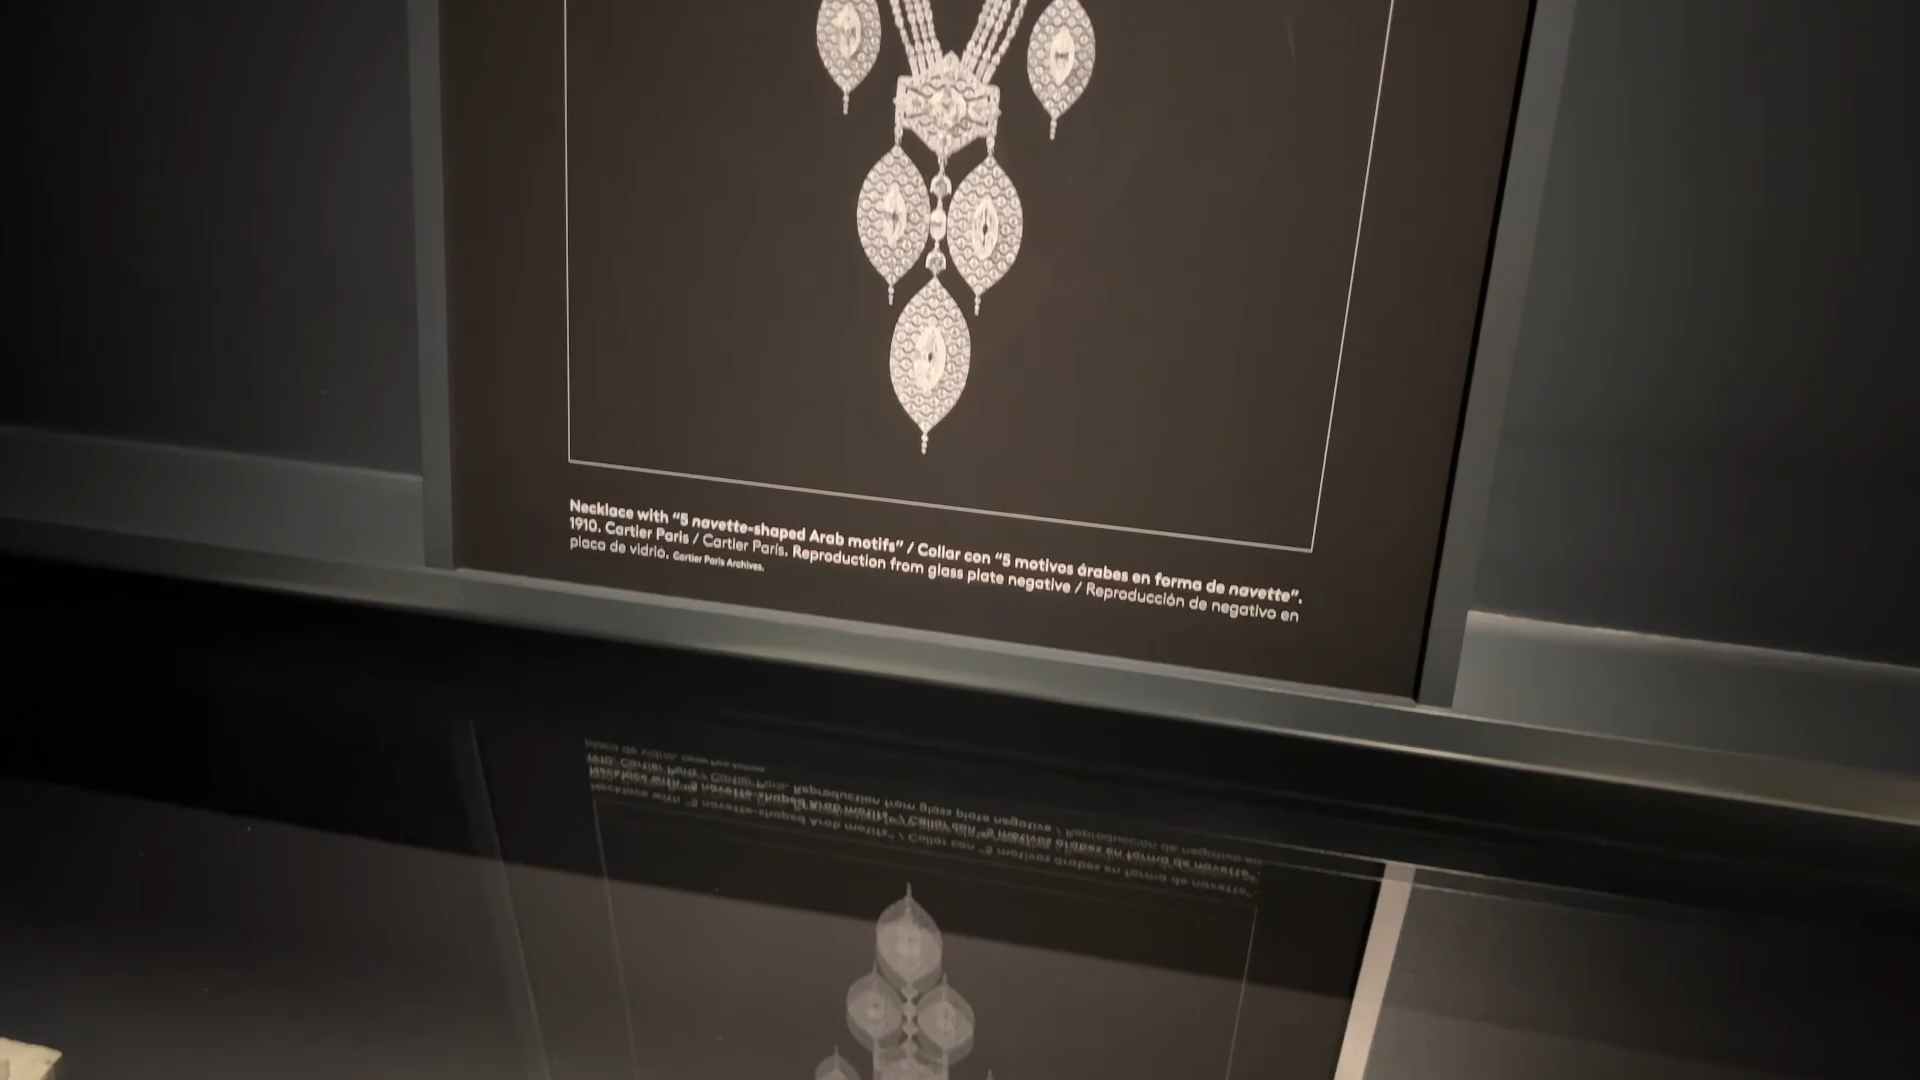 Necklace with “5 navette-shaped Arab motifs” / Collar con “5 motivos árabes en forma de navette”.
1910. Cartier Paris / Cartier París. Reproduction from glass plate negative / Reproducción de negativo en
placa de vidrio. Cartier Paris Archives.